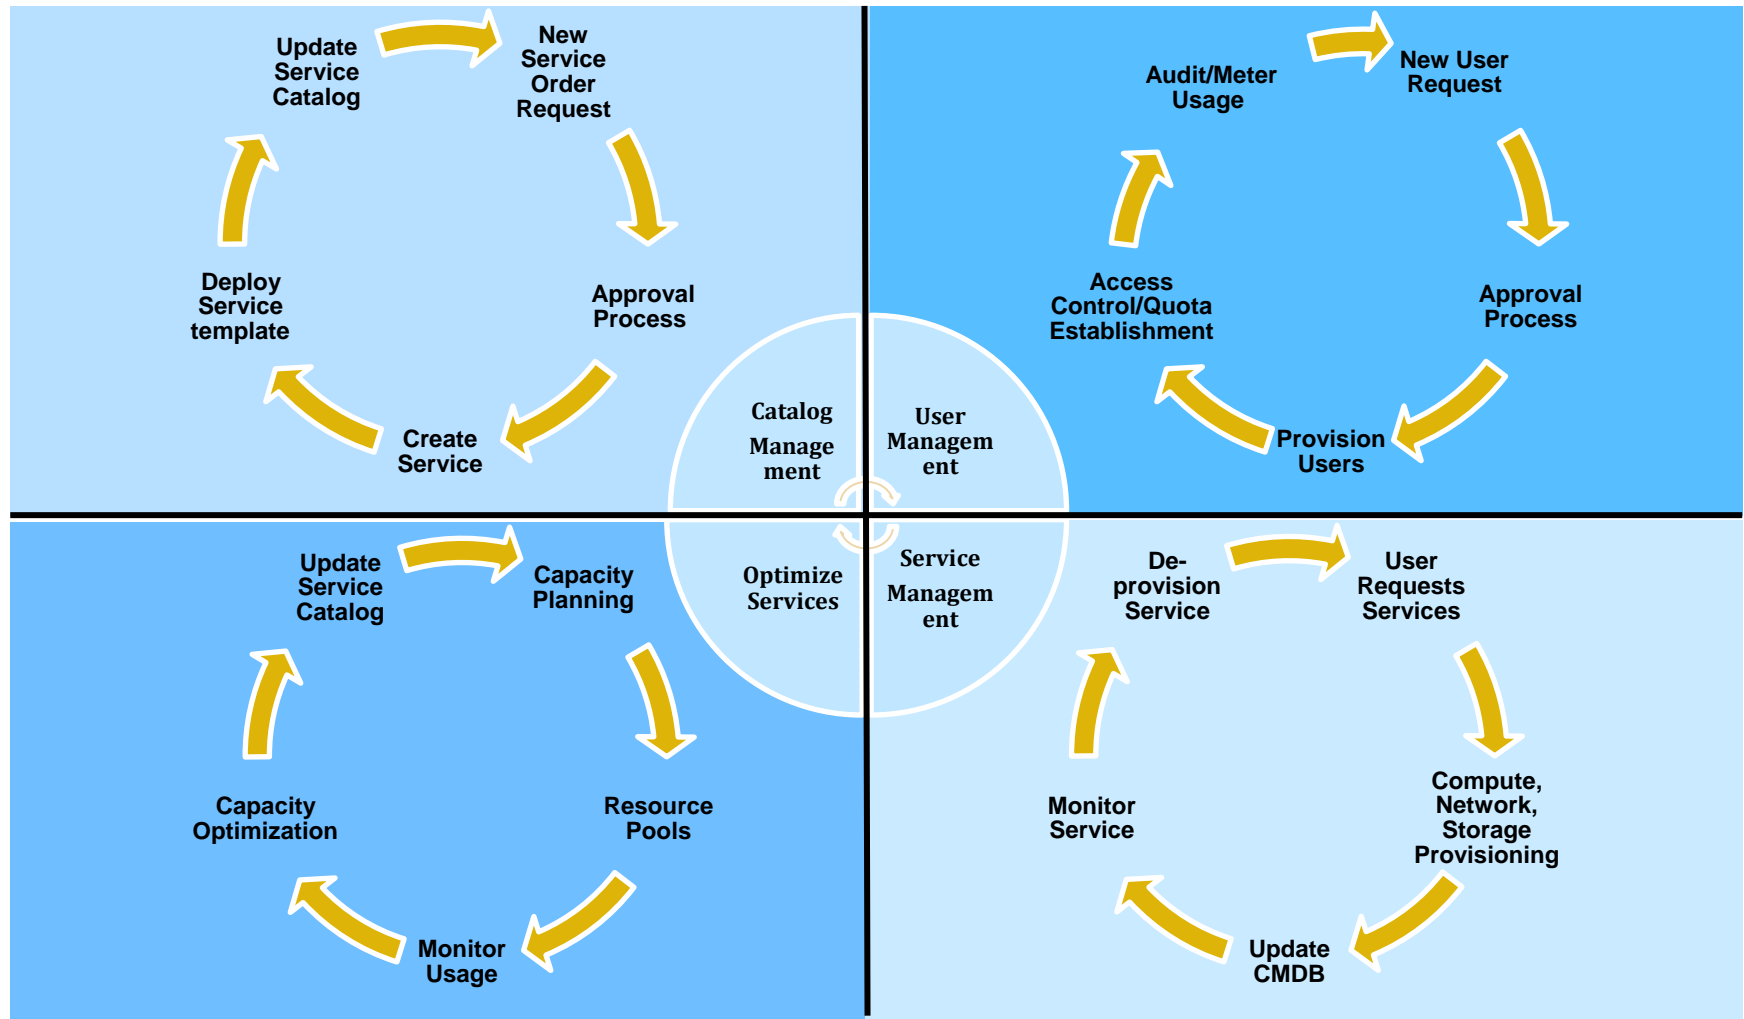 Update
Service
Catalog
New
Service
Order
Request
Approval
Process
Create
Service
Deploy
Service
template
Catalog
Manage
ment
Audit/Meter
Usage
New User
Request
Approval
Process
Provision
Users
Access
Control/Quota
Establishment
User
Managem
ent
Update
Service
Catalog
Capacity
Planning
Resource
Pools
Monitor
Usage
Capacity
Optimization
Optimize
Services
Service
Managem
ent
De-
provision
Service
User
Requests
Services
Compute,
Network,
Storage
Provisioning
Update
CMDB
Monitor
Service